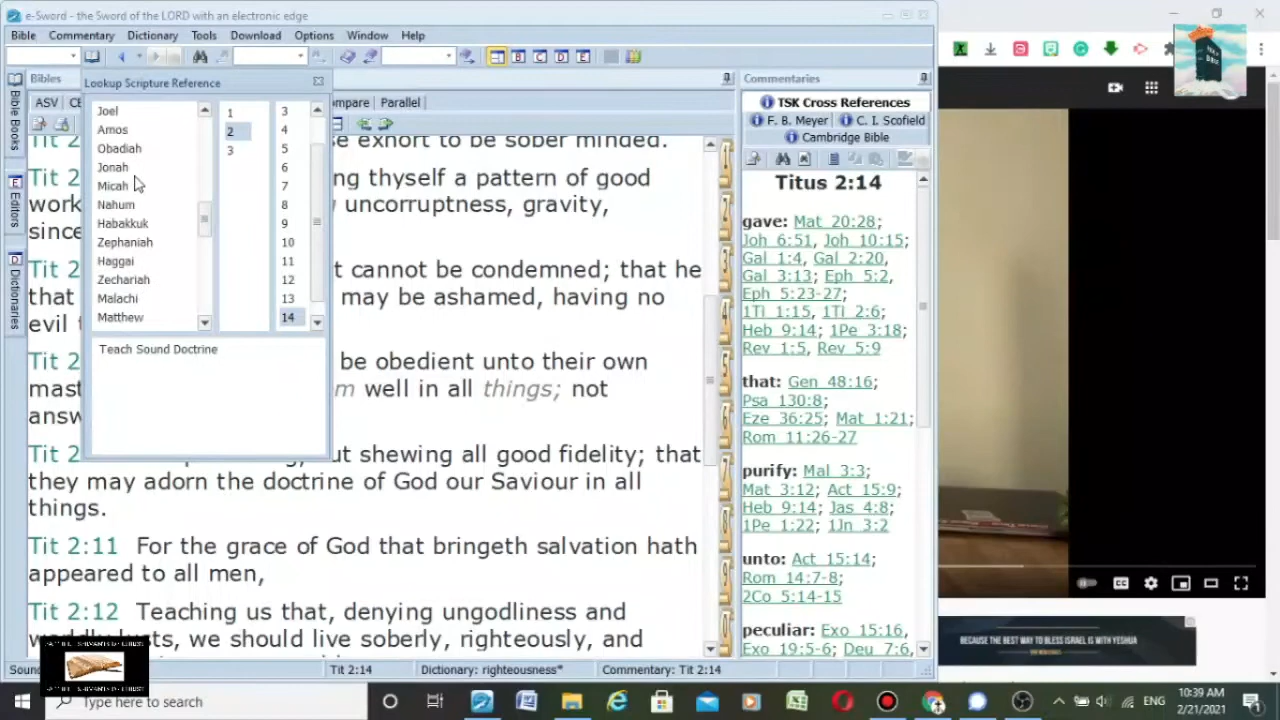 e-Sword - the Sword of the LORD with an electronic edge
Bible Commentary Dictionary Tools Download Options Window Help
Bibles
ASV
Compare Parallel
Bible Books
Editors
Dictionaries
Lookup Scripture Reference
Joel
Amos
Obadiah
Jonah
Micah
Nahum
Habakkuk
Zephaniah
Haggai
Zechariah
Malachi
Matthew
1
2
3
3
4
5
6
7
8
9
10
11
12
13
14
Teach Sound Doctrine
se exhort to be sober minded.
Tit 2 ng thyself a pattern of good
work uncorruptness, gravity,
since
Tit 2 t cannot be condemned; that he
that may be ashamed, having no
evil t
Tit 2 be obedient unto their own
mast m well in all things; not
answ
Tit 2 ut shewing all good fidelity; that
they may adorn the doctrine of God our Saviour in all
things.
Tit 2:11 For the grace of God that bringeth salvation hath
appeared to all men,
Tit 2:12 Teaching us that, denying ungodliness and
worldly lusts, we should live soberly, righteously, and
Commentaries
TSK Cross References
F. B. Meyer C. I. Scofield
Cambridge Bible
Titus 2:14
gave: Mat 20:28;
Joh 6:51, Joh 10:15;
Gal 1:4, Gal 2:20,
Gal 3:13; Eph 5:2,
Eph 5:23-27;
1Ti 1:15, 1Ti 2:6;
Heb 9:14; 1Pe 3:18;
Rev 1:5, Rev 5:9
that: Gen 48:16;
Psa 130:8;
Eze 36:25; Mat 1:21;
Rom 11:26-27
purify: Mal 3:3;
Mat 3:12; Act 15:9;
Heb 9:14; Jas 4:8;
1Pe 1:22; 1Jn 3:2
unto: Act 15:14;
Rom 14:7-8;
2Co 5:14-15
peculiar: Exo 15:16,
Exo 19:5-6; Deu 7:6,
Soun Tit 2:14 Dictionary: righteousness* Commentary: Tit 2:14
BECAUSE THE BEST WAY TO BLESS ISRAEL IS WITH YESHUA
Type here to search
ENG
10:39 AM
2/21/2021